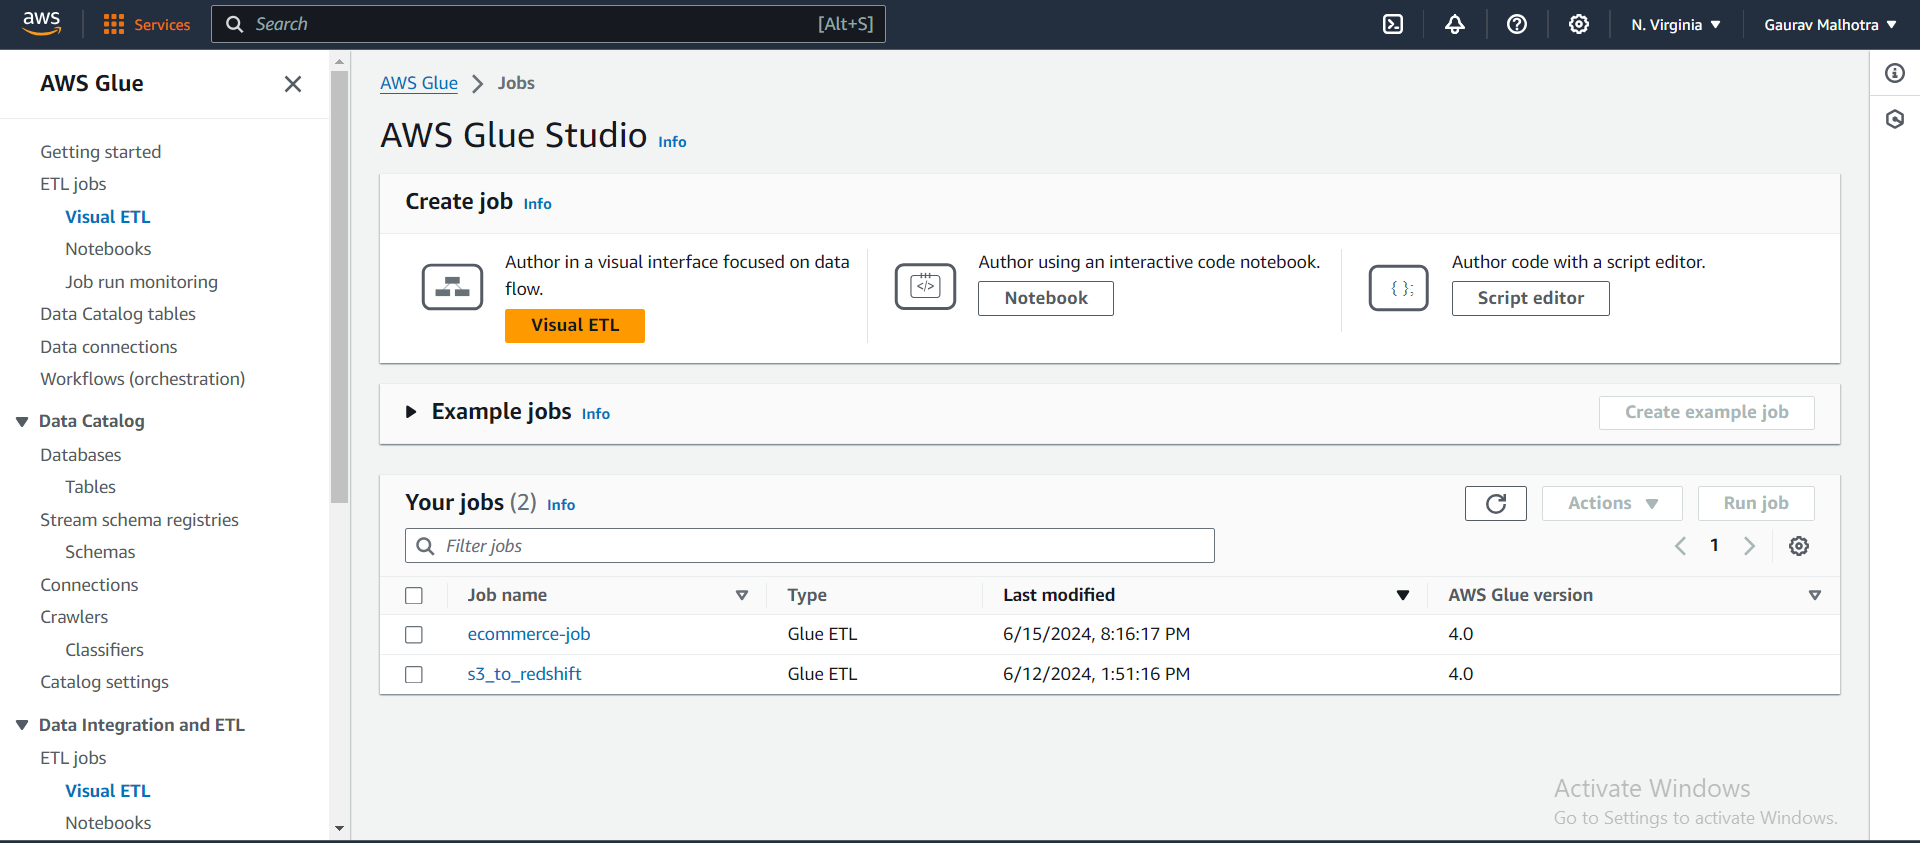 aws
Services
Search
[Alt+S]
N. Virginia
Gaurav Malhotra
AWS Glue
Getting started
ETL jobs
Visual ETL
Notebooks
Job run monitoring
Data Catalog tables
Data connections
Workflows (orchestration)
Data Catalog
Databases
Tables
Stream schema registries
Schemas
Connections
Crawlers
Classifiers
Catalog settings
Data Integration and ETL
ETL jobs
Visual ETL
Notebooks
AWS Glue > Jobs
AWS Glue Studio Info
Create job Info
Author in a visual interface focused on data
flow.
Visual ETL
</>
Author using an interactive code notebook.
Notebook
{ };
Author code with a script editor.
Script editor
Example jobs Info
Create example job
Your jobs (2) Info
Actions
Run job
Filter jobs
1
Job name Type Last modified AWS Glue version
ecommerce-job Glue ETL 6/15/2024, 8:16:17 PM 4.0
s3_to_redshift Glue ETL 6/12/2024, 1:51:16 PM 4.0
Activate Windows
Go to Settings to activate Windows.